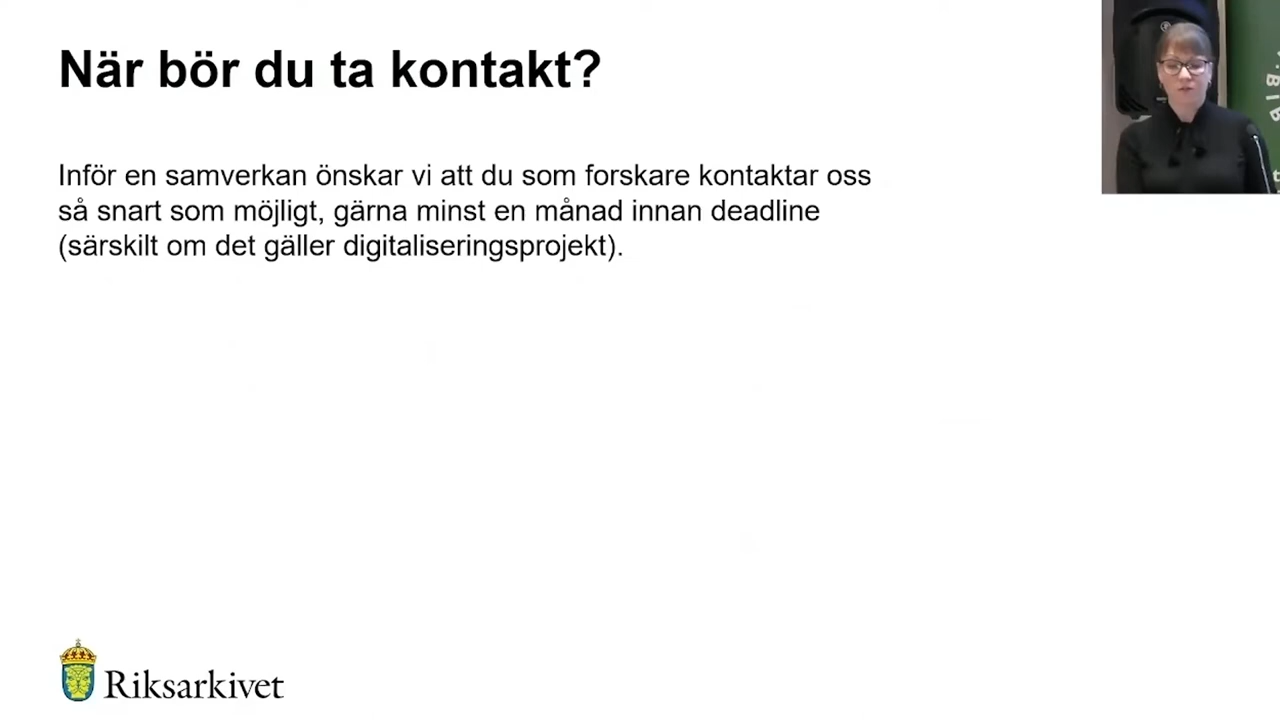 När bör du ta kontakt?
Inför en samverkan önskar vi att du som forskare kontaktar oss
så snart som möjligt, gärna minst en månad innan deadline
(särskilt om det gäller digitaliseringsprojekt).
Riksarkivet